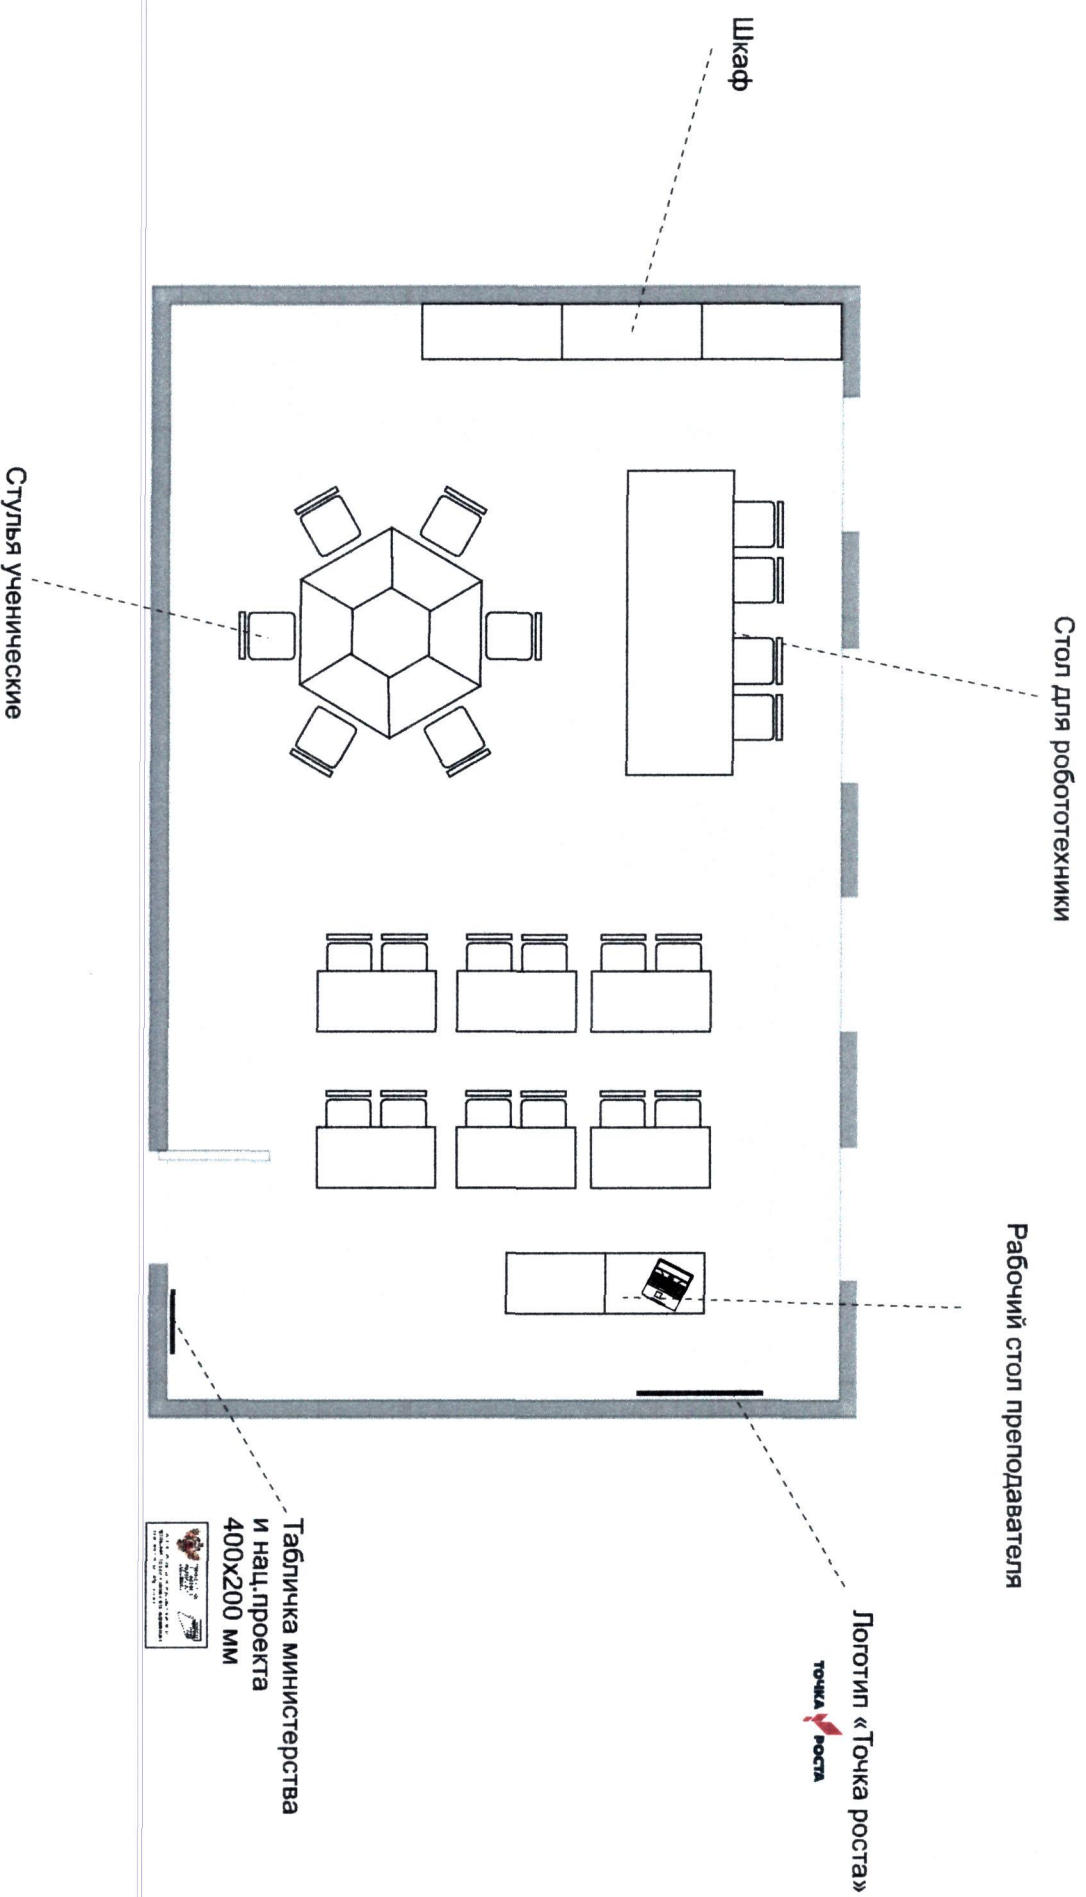 Шкаф
Стол для робототехники
Рабочий стол преподавателя
Логотип «Точка роста»
ТОЧКА РОСТА
Стулья ученические
Табличка министерства
и нац.проекта
400х200 мм